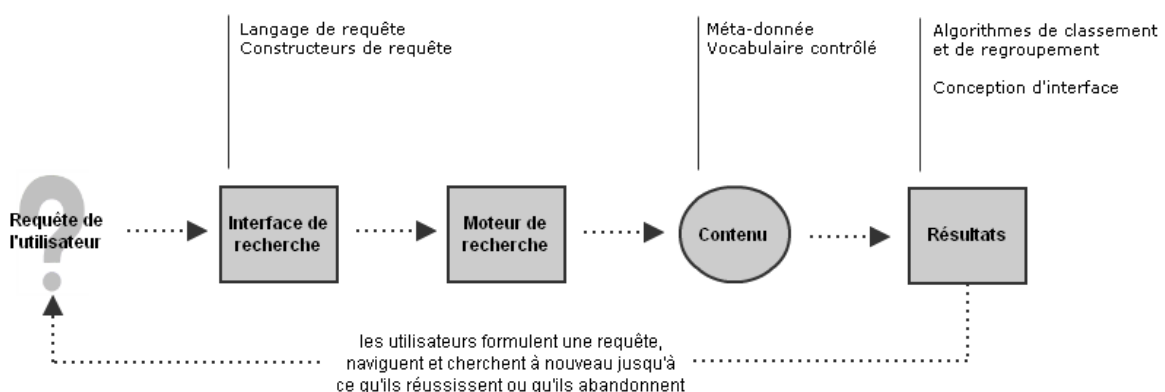 Langage de requête
Constructeurs de requête
Méta-donnée
Vocabulaire contrôlé
Algorithmes de classement
et de regroupement
Conception d'interface
Requête de
l'utilisateur
Interface de
recherche
Moteur de
recherche
Contenu
Résultats
les utilisateurs formulent une requête,
naviguent et cherchent à nouveau jusqu'à
ce qu'ils réussissent ou qu'ils abandonnent